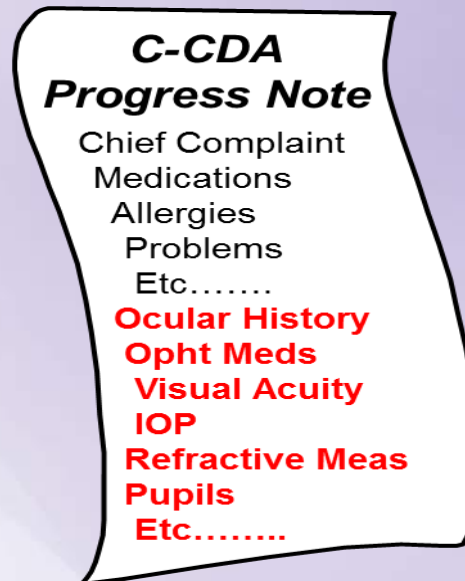 C-CDA
Progress Note
Chief Complaint
Medications
Allergies
Problems
Etc.......
Ocular History
Opht Meds
Visual Acuity
IOP
Refractive Meas
Pupils
Etc........